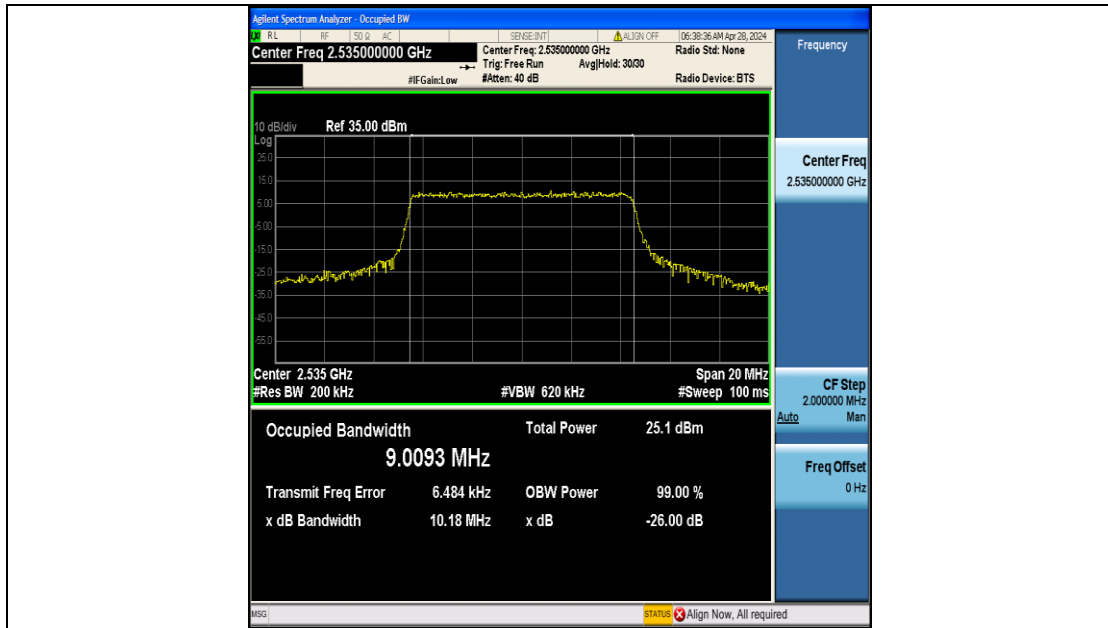 Agilent Spectrum Analyzer - Occupied BW
RL RF 50 Ω AC SENSE:INT ALIGN OFF 06:38:36 AM Apr 28, 2024
Center Freq 2.535000000 GHz
Center Freq: 2.535000000 GHz
Radio Std: None
Trig: Free Run Avg|Hold: 30/30
#IFGain:Low
#Atten: 40 dB
Radio Device: BTS
Frequency
10 dB/div Ref 35.00 dBm
Log
25.0
15.0
5.00
-5.00
-15.0
-25.0
-35.0
-45.0
-55.0
Center 2.535 GHz Span 20 MHz
#Res BW 200 kHz #VBW 620 kHz #Sweep 100 ms
Occupied Bandwidth Total Power 25.1 dBm
9.0093 MHz
Transmit Freq Error 6.484 kHz OBW Power 99.00 %
x dB Bandwidth 10.18 MHz x dB -26.00 dB
Center Freq
2.535000000 GHz
CF Step
2.000000 MHz
Auto Man
Freq Offset
0 Hz
MSG STATUS Align Now, All required